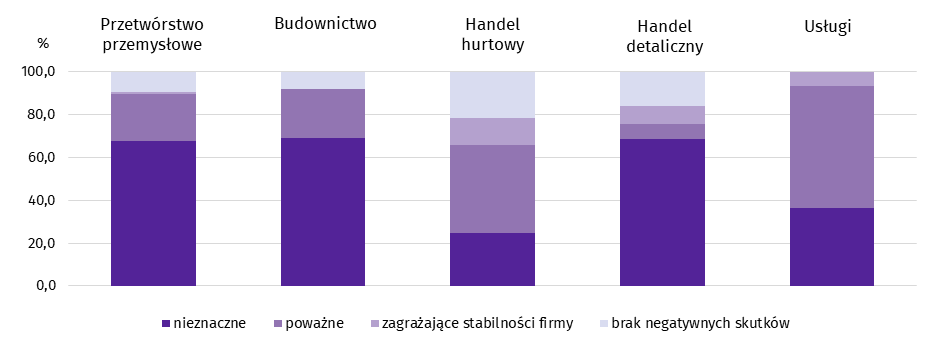 Przetwórstwo
przemysłowe
Budownictwo
Handel
hurtowy
Handel
detaliczny
Usługi
%
100,0
80,0
60,0
40,0
20,0
0,0
nieznaczne
poważne
zagrażające stabilności firmy
brak negatywnych skutków